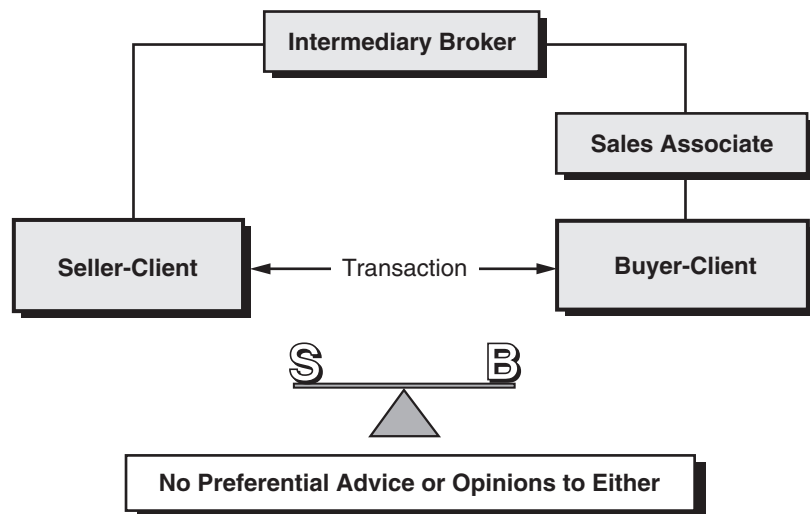 Intermediary Broker
Sales Associate
Seller-Client
Transaction
Buyer-Client
S
B
No Preferential Advice or Opinions to Either